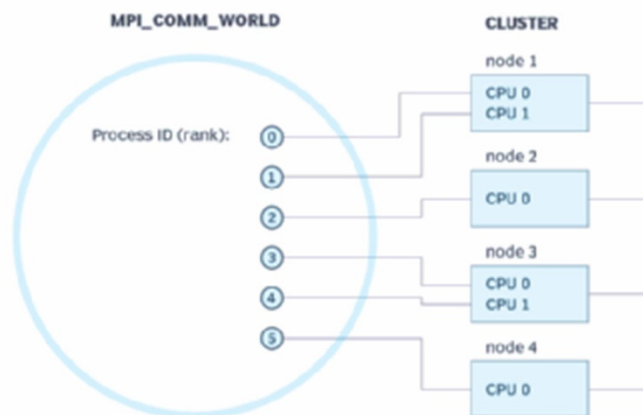 MPI_COMM_WORLD
CLUSTER
node 1
CPU 0
CPU 1
Process ID (rank):
0
1
2
3
4
5
node 2
CPU 0
node 3
CPU 0
CPU 1
node 4
CPU 0